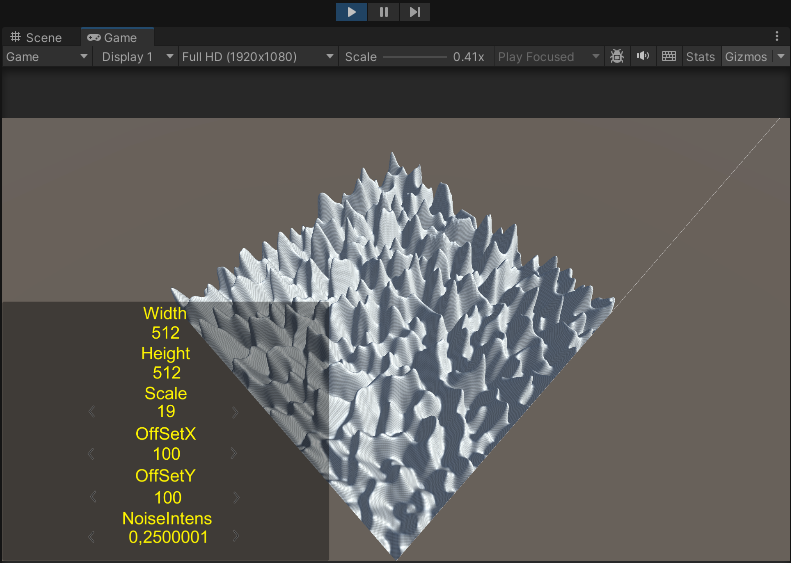 Scene Game
Game Display 1 Full HD (1920x1080) Scale 0.41x Play Focused Stats Gizmos
Width
512
Height
512
Scale
19
OffSetX
100
OffSetY
100
NoiseIntens
0,2500001